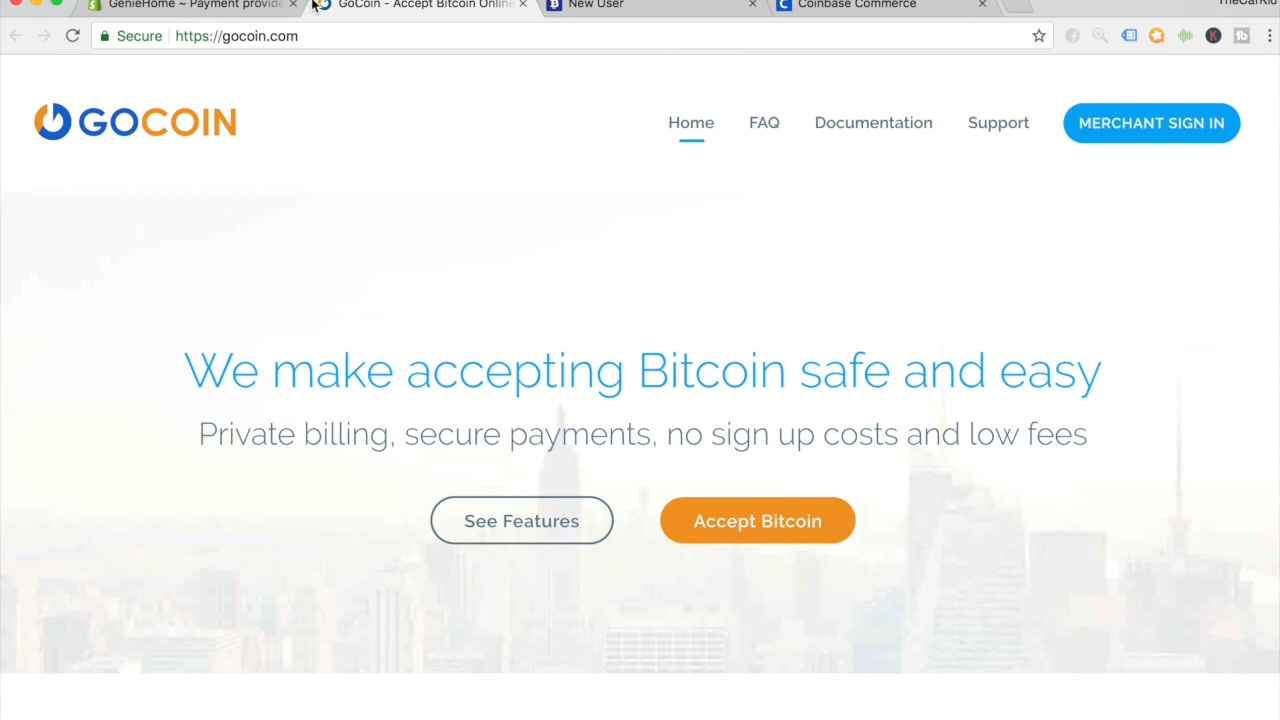 GenieHome ~ Payment provide
GoCoin - Accept Bitcoin Online
New User
Coinbase Commerce
TheCarKid
Secure
https://gocoin.com
GOCOIN
Home
FAQ
Documentation
Support
MERCHANT SIGN IN
We make accepting Bitcoin safe and easy
Private billing, secure payments, no sign up costs and low fees
See Features
Accept Bitcoin